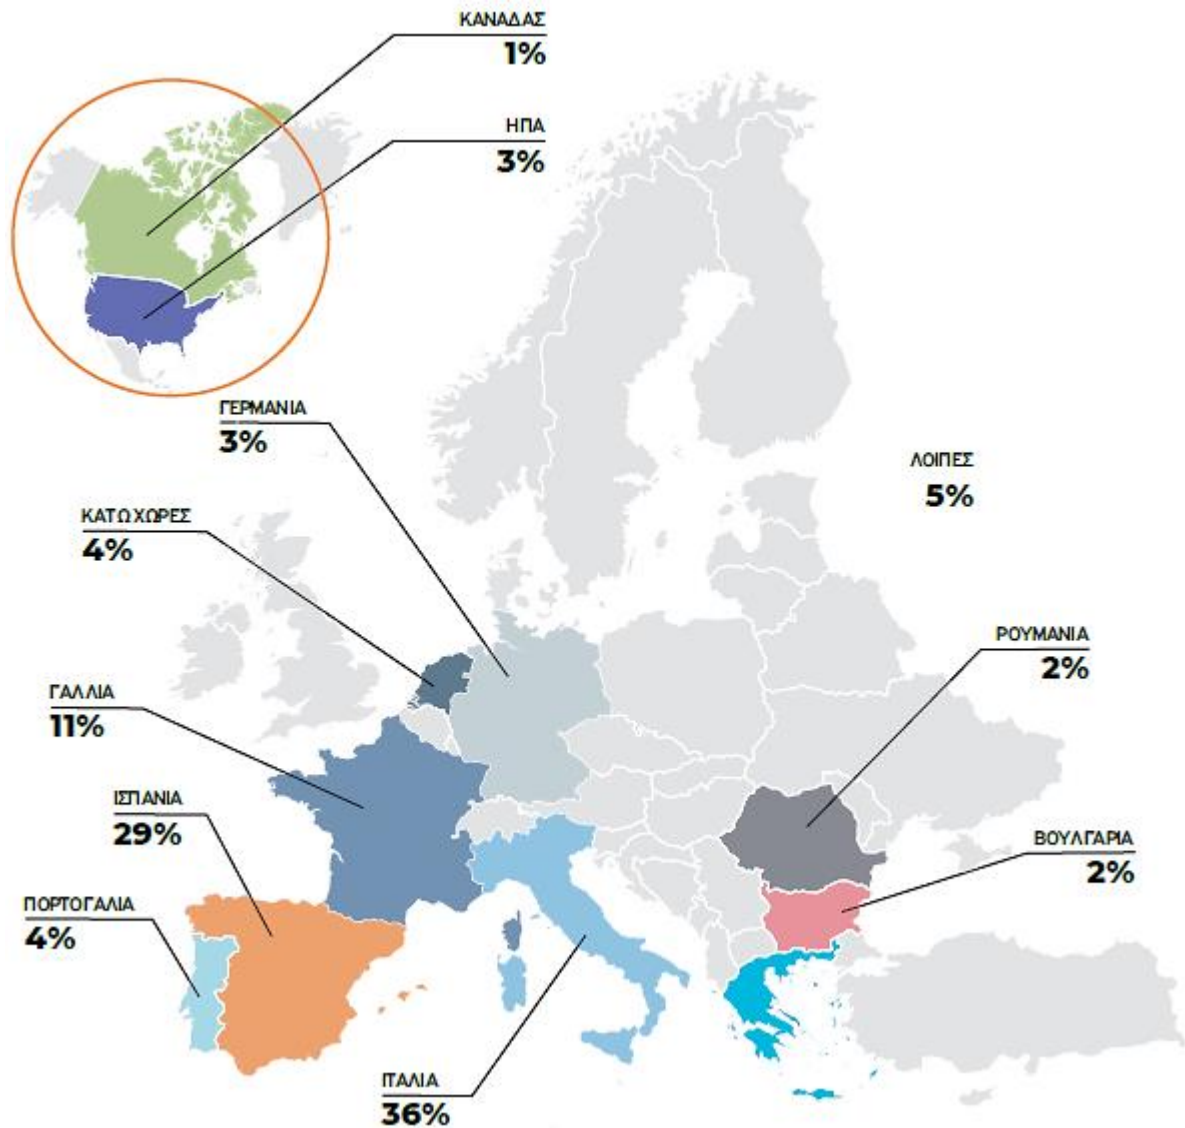 ΚΑΝΑΔΑΣ
1%
ΗΠΑ
3%
ΓΕΡΜΑΝΙΑ
3%
ΛΟΙΠΕΣ
5%
ΚΑΤΩ ΧΩΡΕΣ
4%
ΡΟΥΜΑΝΙΑ
2%
ΓΑΛΛΙΑ
11%
ΙΣΠΑΝΙΑ
29%
ΒΟΥΛΓΑΡΙΑ
2%
ΠΟΡΤΟΓΑΛΙΑ
4%
ΙΤΑΛΙΑ
36%